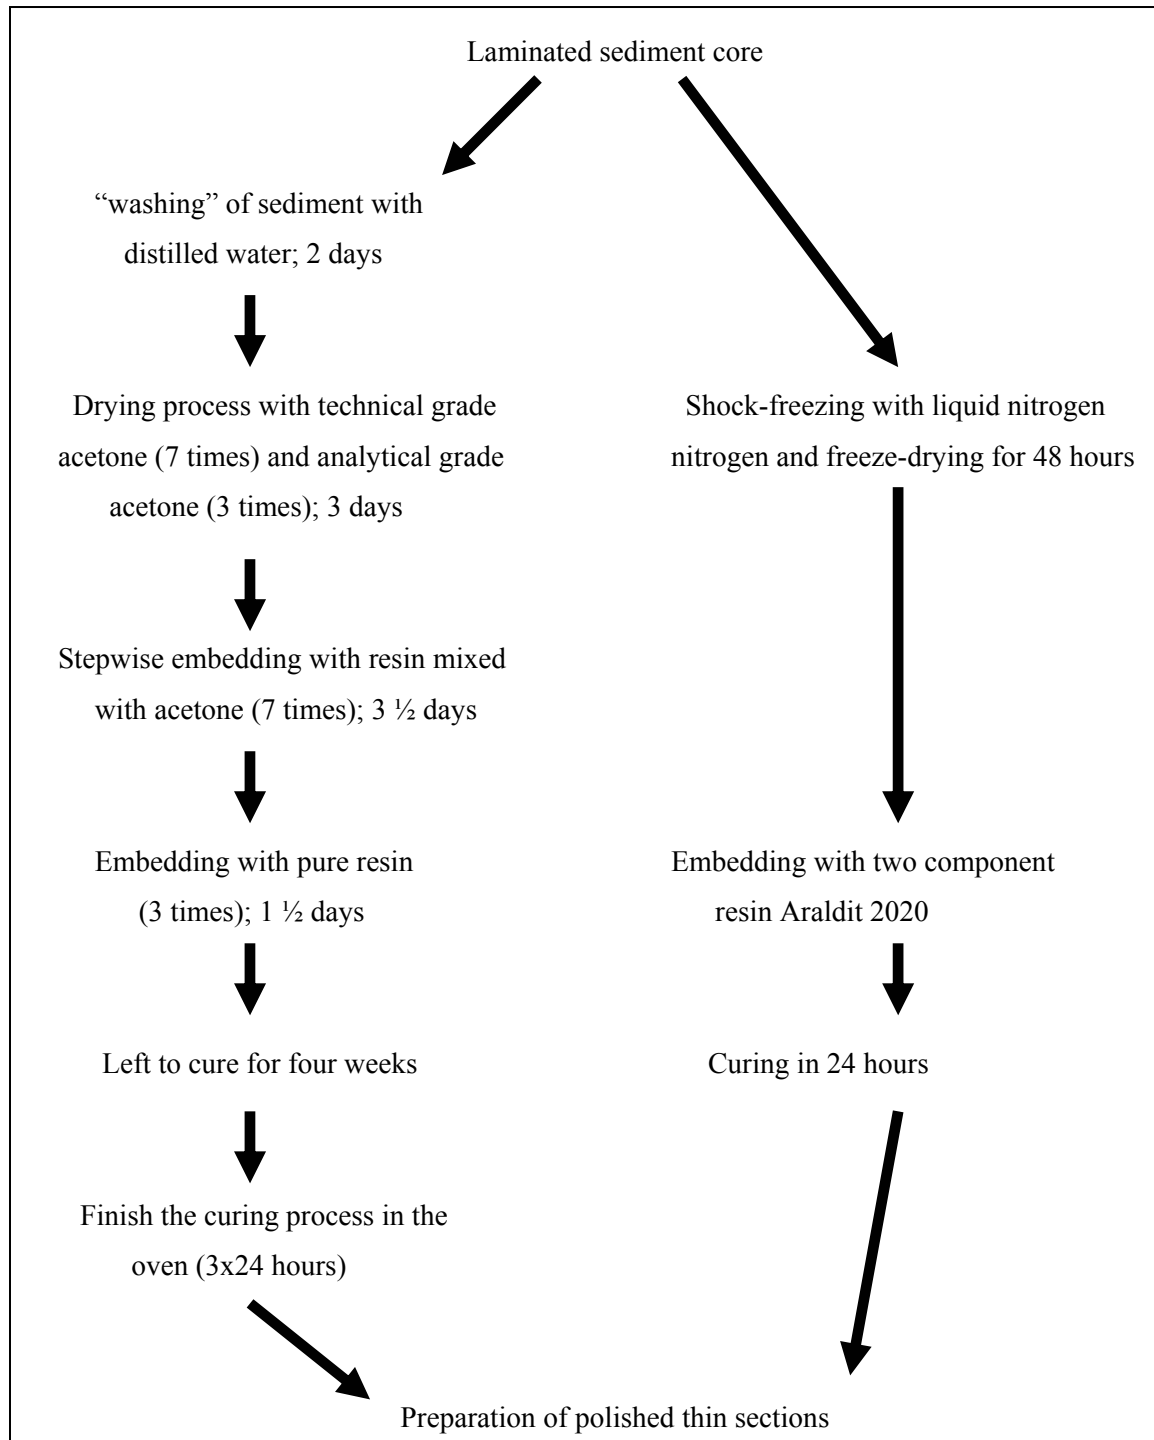 Laminated sediment core
“washing” of sediment with
distilled water; 2 days
Drying process with technical grade
acetone (7 times) and analytical grade
acetone (3 times); 3 days
Stepwise embedding with resin mixed
with acetone (7 times); 3 ½ days
Embedding with pure resin
(3 times); 1 ½ days
Left to cure for four weeks
Finish the curing process in the
oven (3x24 hours)
Shock-freezing with liquid nitrogen
nitrogen and freeze-drying for 48 hours
Embedding with two component
resin Araldit 2020
Curing in 24 hours
Preparation of polished thin sections